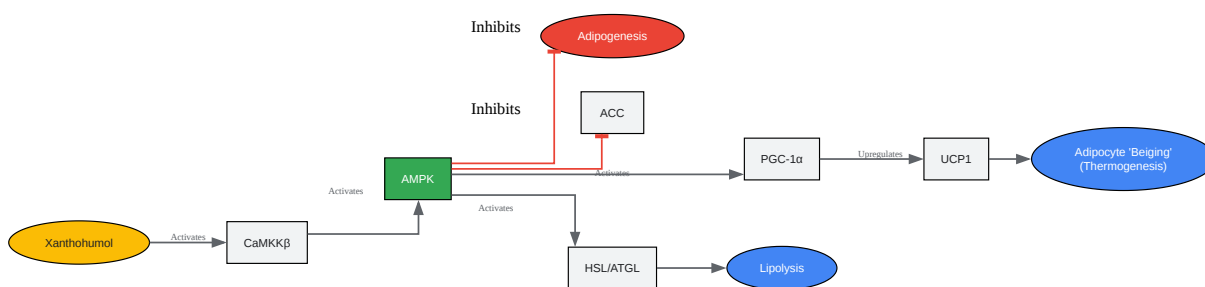 Inhibits
Adipogenesis
Inhibits
ACC
PGC-1α
Upregulates
UCP1
Adipocyte 'Beiging'
(Thermogenesis)
AMPK
Activates
Activates
Activates
Xanthohumol
Activates
CaMKKβ
HSL/ATGL
Lipolysis